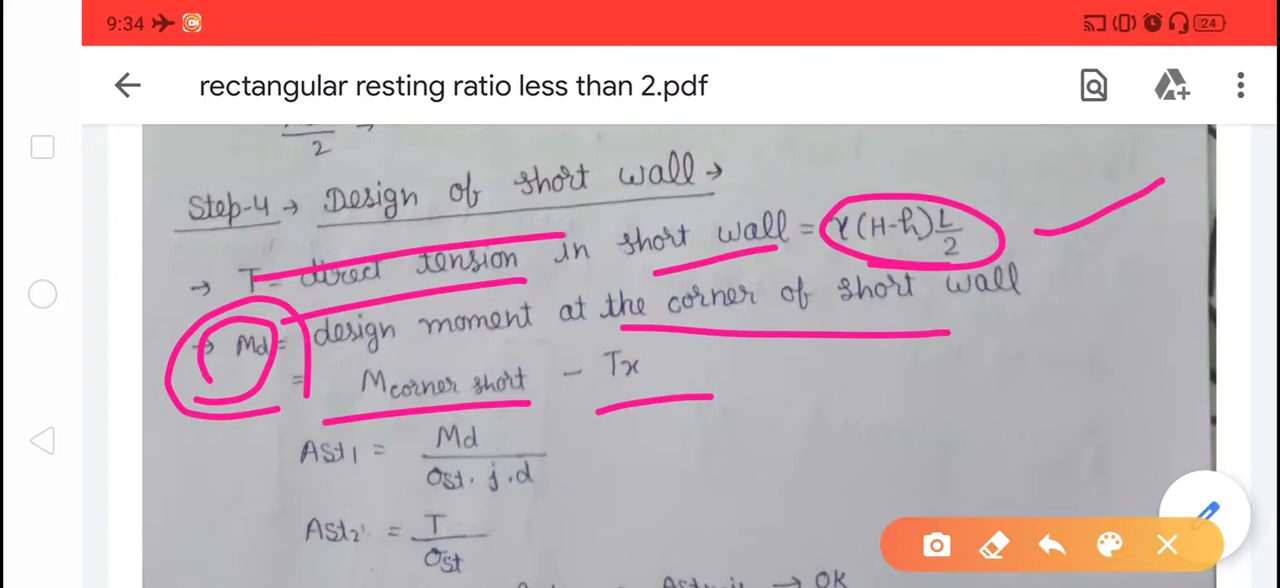 9:34
24
rectangular resting ratio less than 2.pdf
2
Step-4 → Design of short wall →
→ T = direct tension in short wall = γ(H-h) L/2
→ Md = design moment at the corner of short wall
= Mcorner short - Tx
Ast1 = Md / σst. j.d
Ast2 = T / σst
→ OK